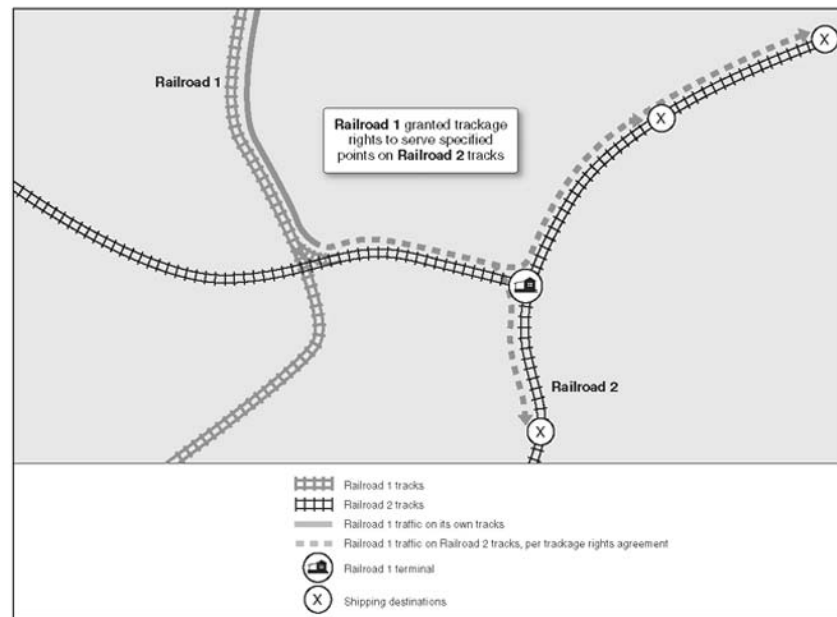 Railroad 1
Railroad 1 granted trackage
rights to serve specified
points on Railroad 2 tracks
X
X
Railroad 2
X
Railroad 1 tracks
Railroad 2 tracks
Railroad 1 traffic on its own tracks
Railroad 1 traffic on Railroad 2 tracks, per trackage rights agreement
Railroad 1 terminal
X
Shipping destinations